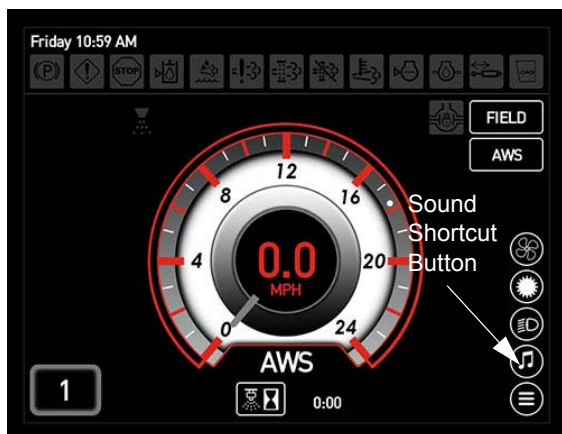 Friday 10:59 AM
(P)
STOP
FIELD
AWS
12
8
16
Sound
Shortcut
Button
4
0.0
20
MPH
0
24
AWS
1
0:00